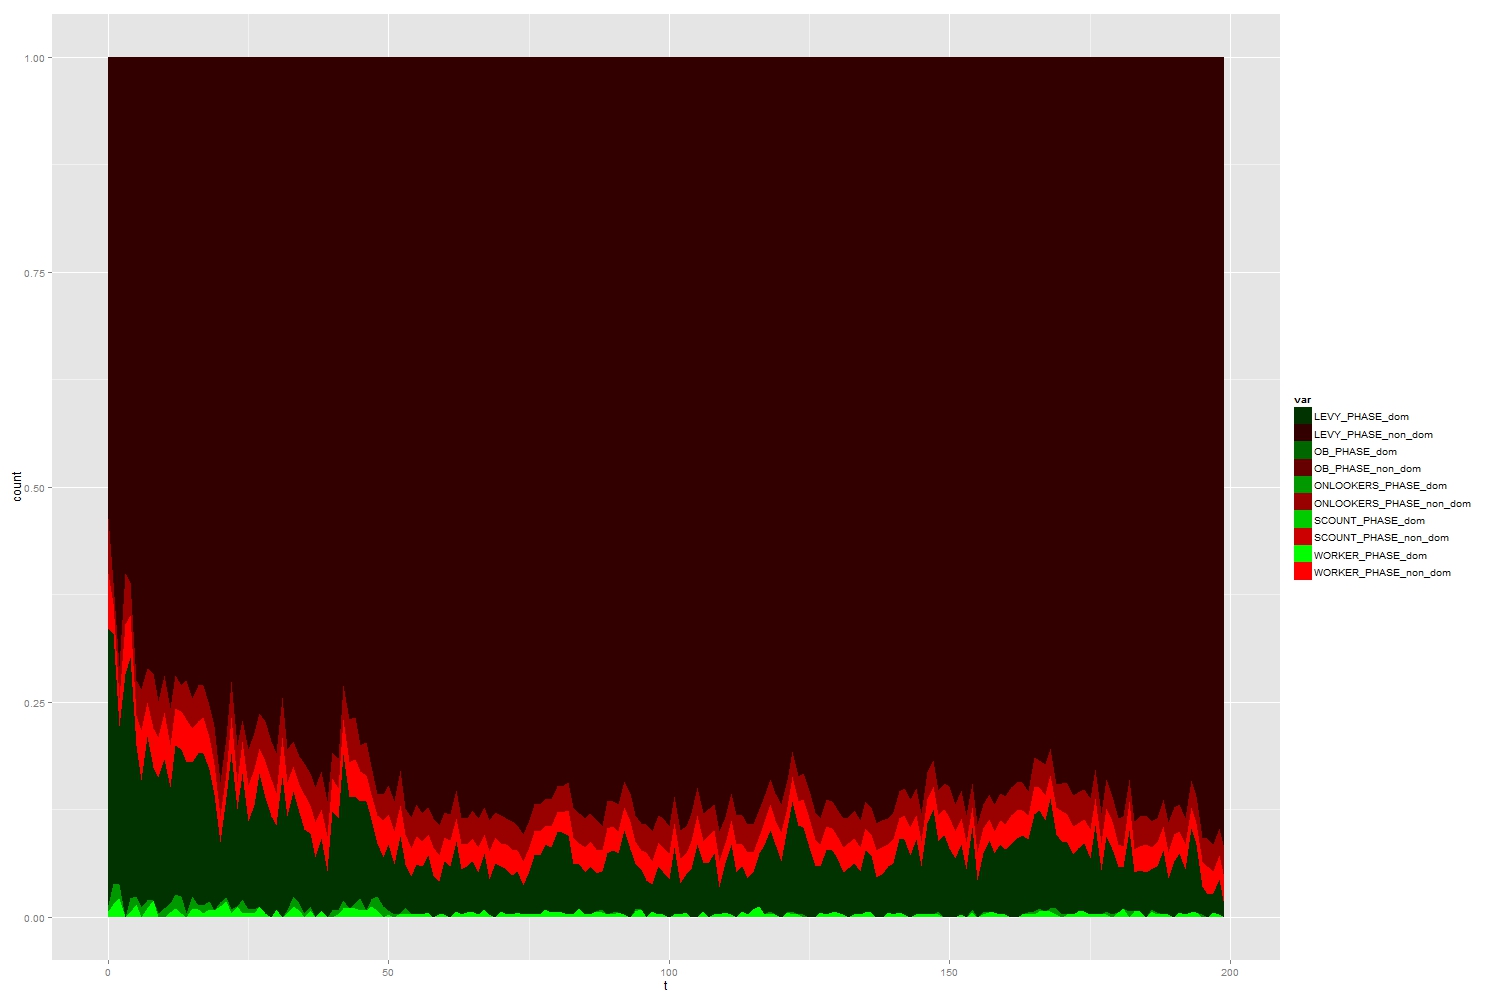 1.00
0.75
0.50
0.25
0.00
count
0
50
100
150
200
t
var
LEVY_PHASE_dom
LEVY_PHASE_non_dom
OB_PHASE_dom
OB_PHASE_non_dom
ONLOOKERS_PHASE_dom
ONLOOKERS_PHASE_non_dom
SCOUNT_PHASE_dom
SCOUNT_PHASE_non_dom
WORKER_PHASE_dom
WORKER_PHASE_non_dom